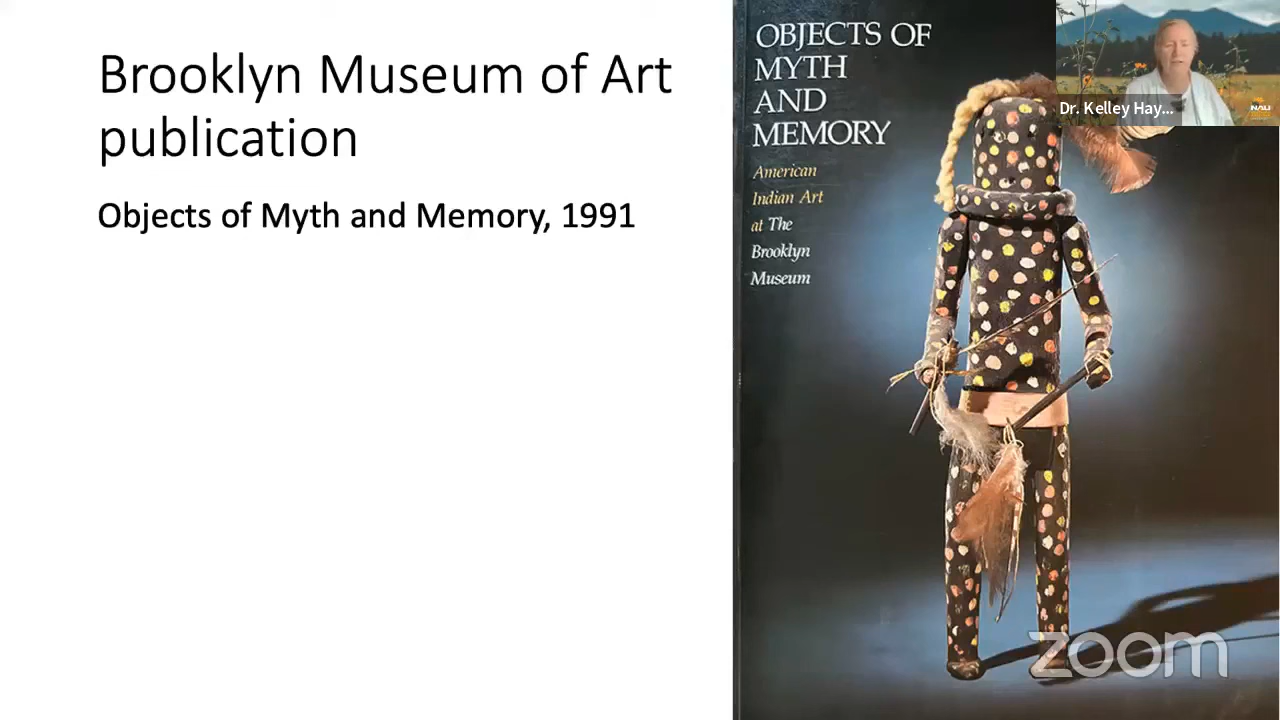 Brooklyn Museum of Art
publication
Objects of Myth and Memory, 1991
OBJECTS OF
MYTH
AND
MEMORY
American
Indian Art
at The
Brooklyn
Museum
Dr. Kelley Hay...
NAU
zoom